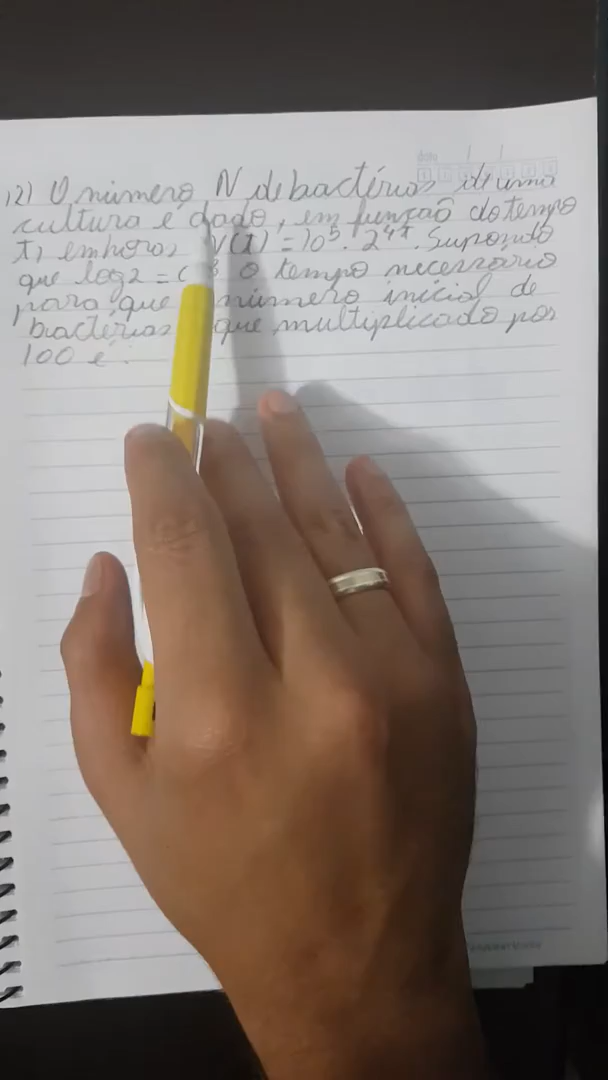 12) O número N de bactérias de uma
cultura é dado, em função do tempo
t, em horas N(t) = 10⁵ . 2⁴ᵗ. Supondo
que log2 = o tempo necessário
para que número inicial de
bactérias que multiplicado por
100 é.
date